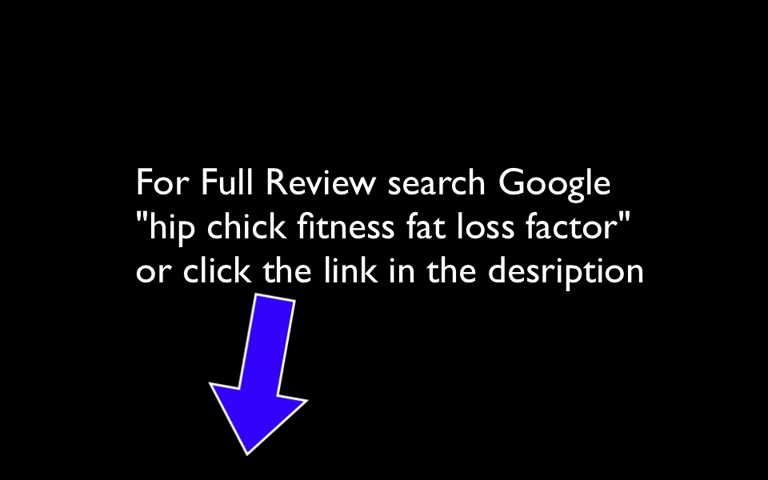 For Full Review search Google
"hip chick fitness fat loss factor"
or click the link in the desription